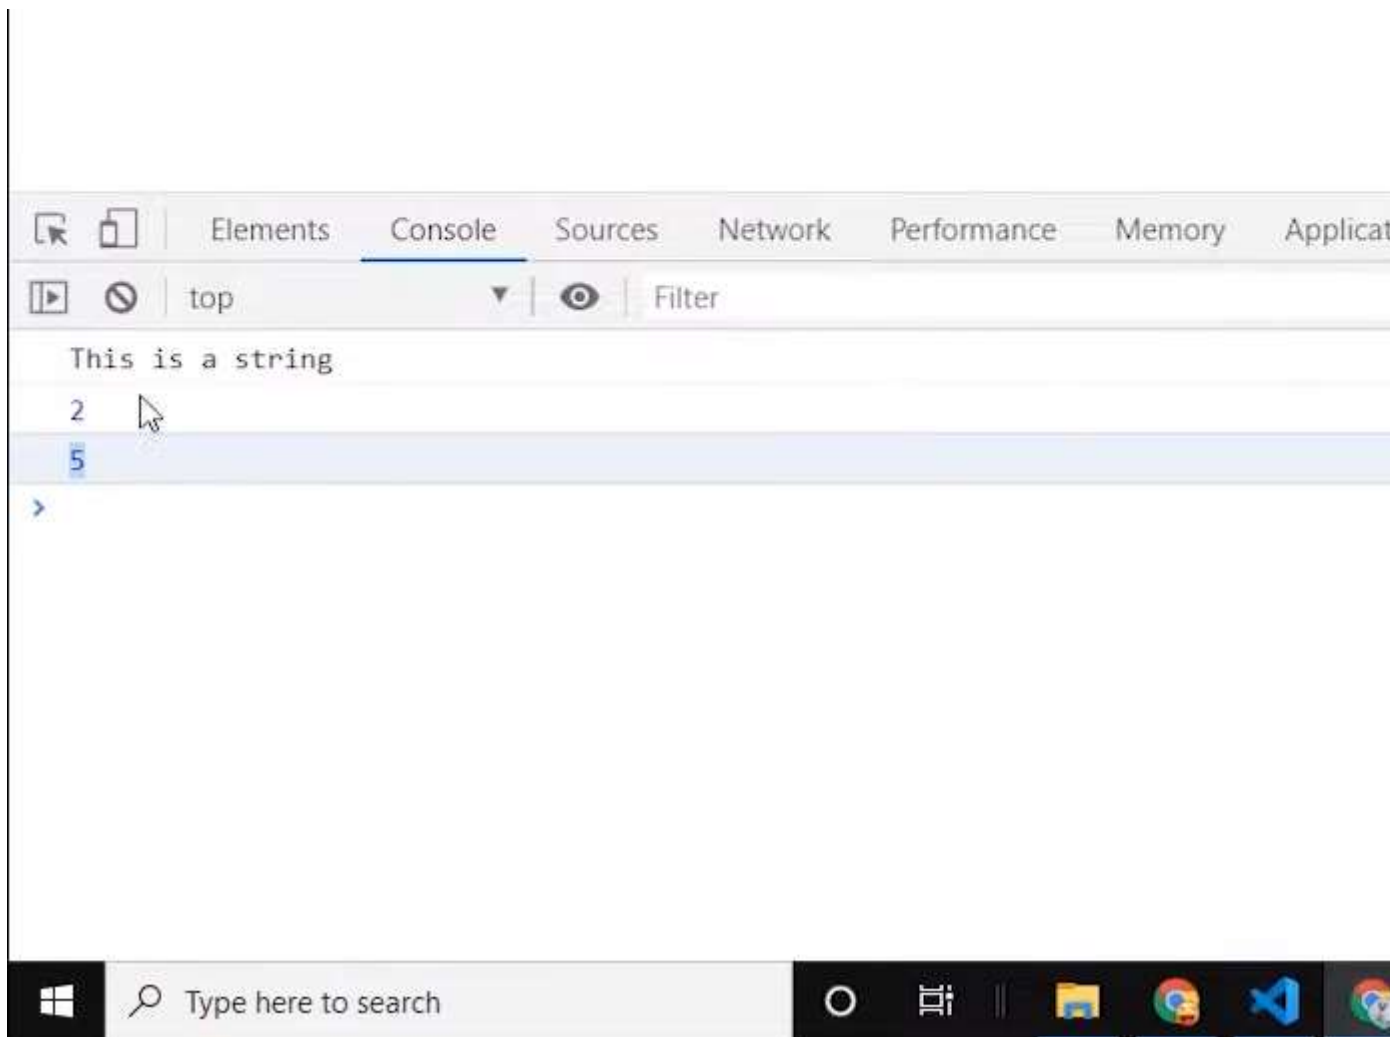 Elements Console Sources Network Performance Memory Applicat
top Filter
This is a string
2
5
Type here to search